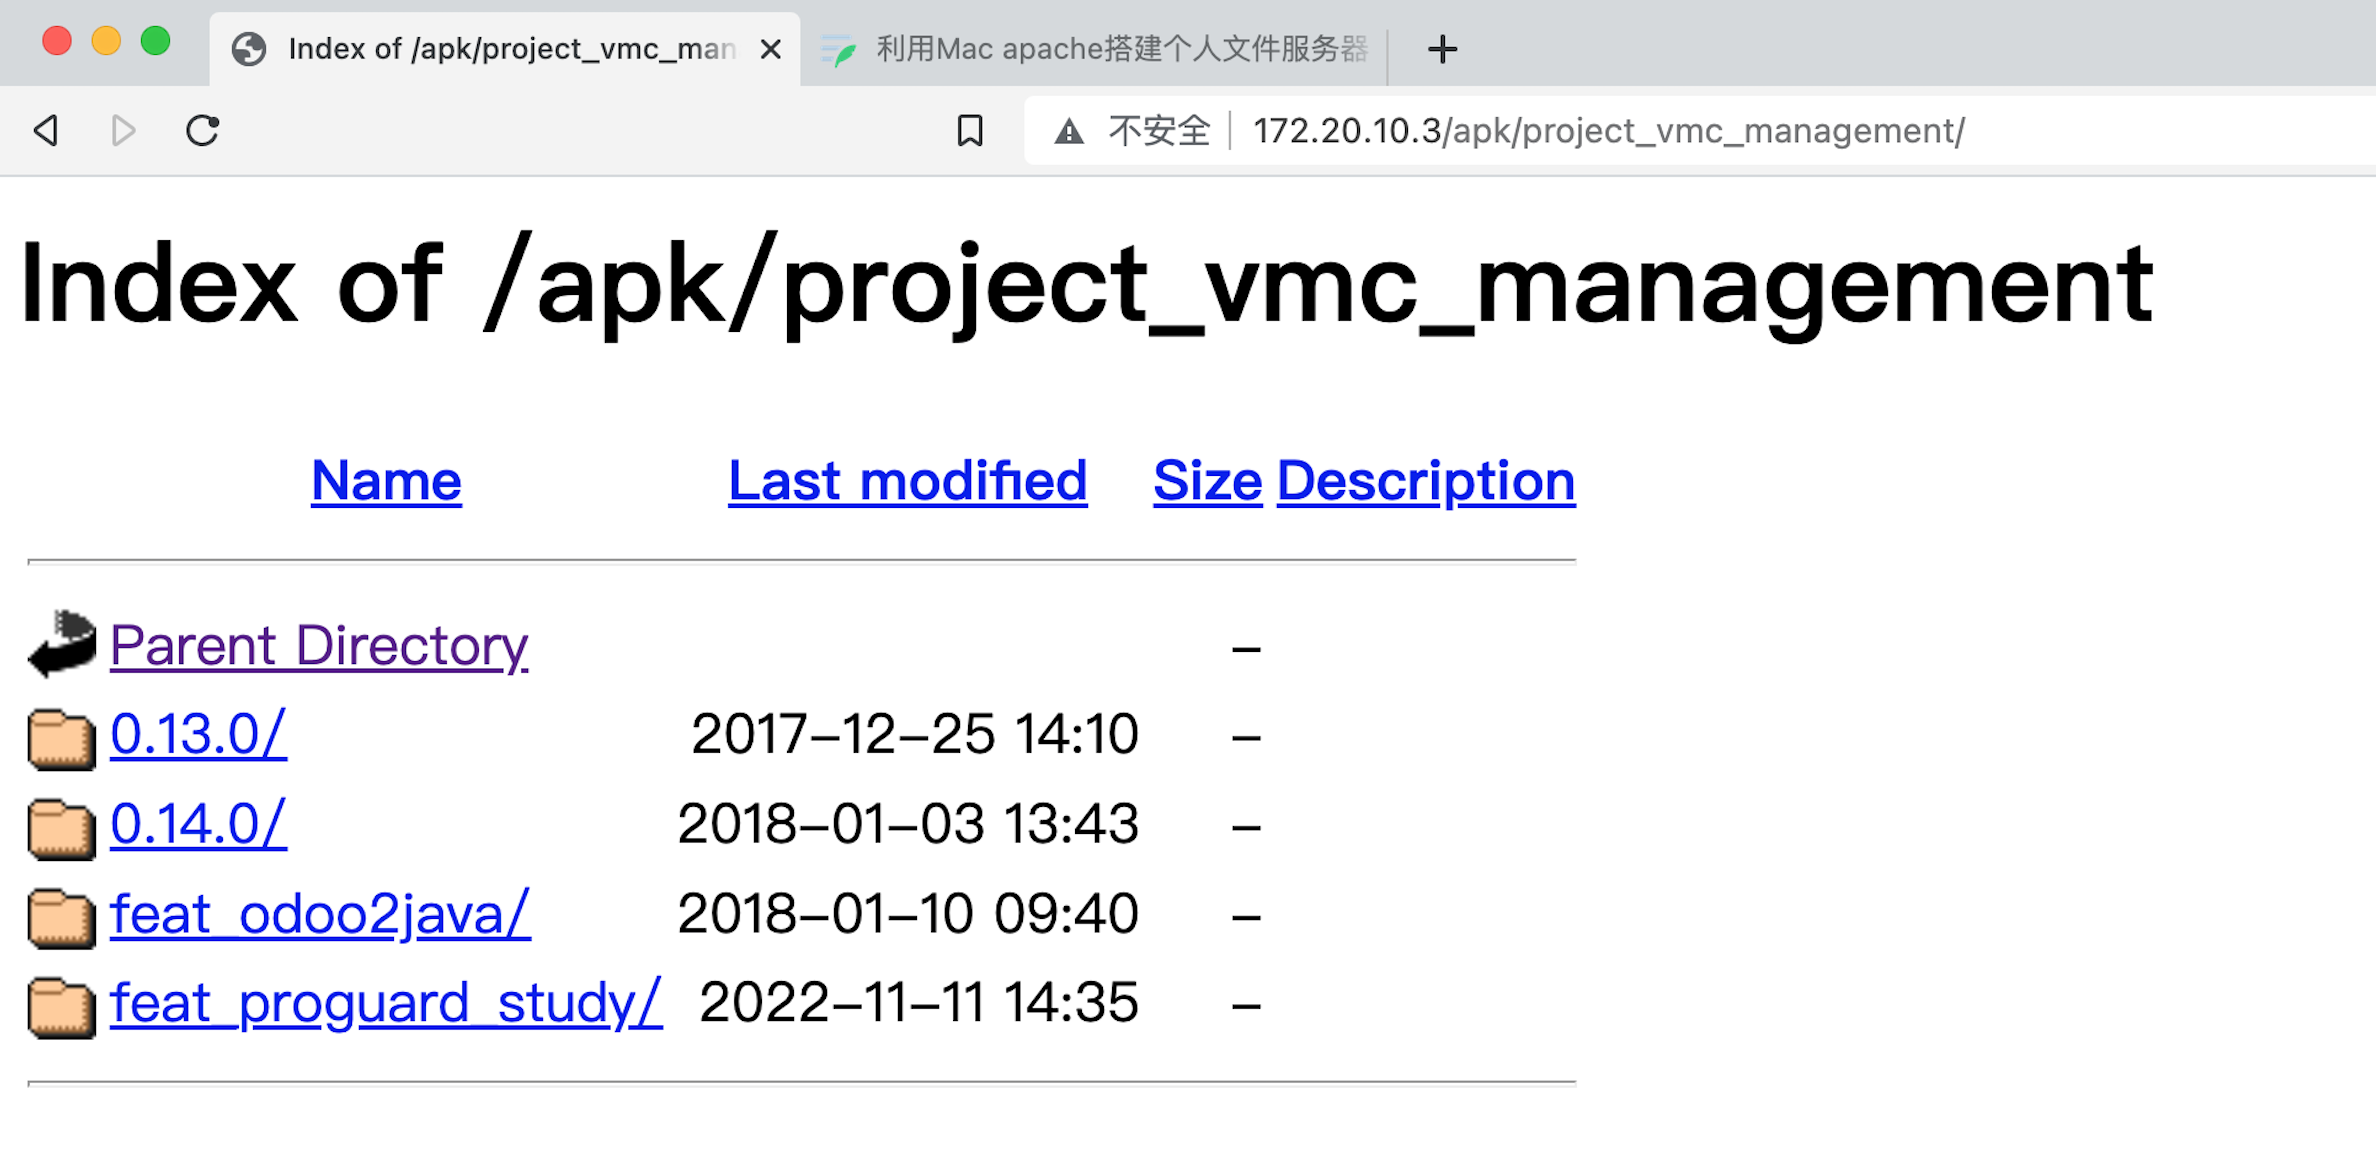 Index of /apk/project_vmc_man
利用Mac apache搭建个人文件服务器
不安全 172.20.10.3/apk/project_vmc_management/
Index of /apk/project_vmc_management
Name Last modified Size Description
Parent Directory -
0.13.0/ 2017-12-25 14:10 -
0.14.0/ 2018-01-03 13:43 -
feat_odoo2java/ 2018-01-10 09:40 -
feat_proguard_study/ 2022-11-11 14:35 -